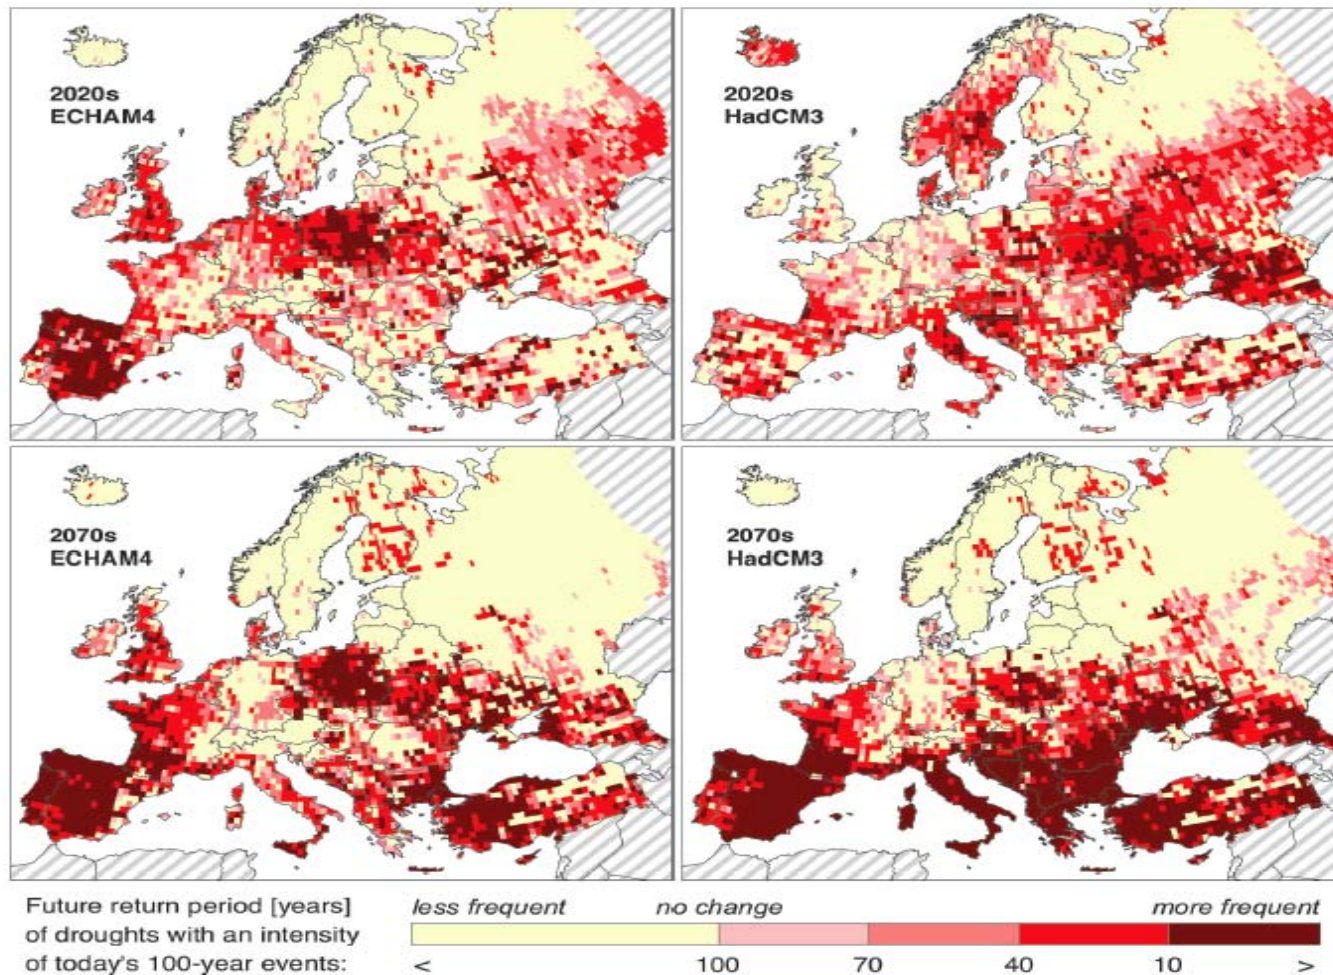 2020s
ECHAM4
2020s
HadCM3
2070s
ECHAM4
2070s
HadCM3
Future return period [years]
of droughts with an intensity
of today's 100-year events:
less frequent no change more frequent
< 100 70 40 10 >